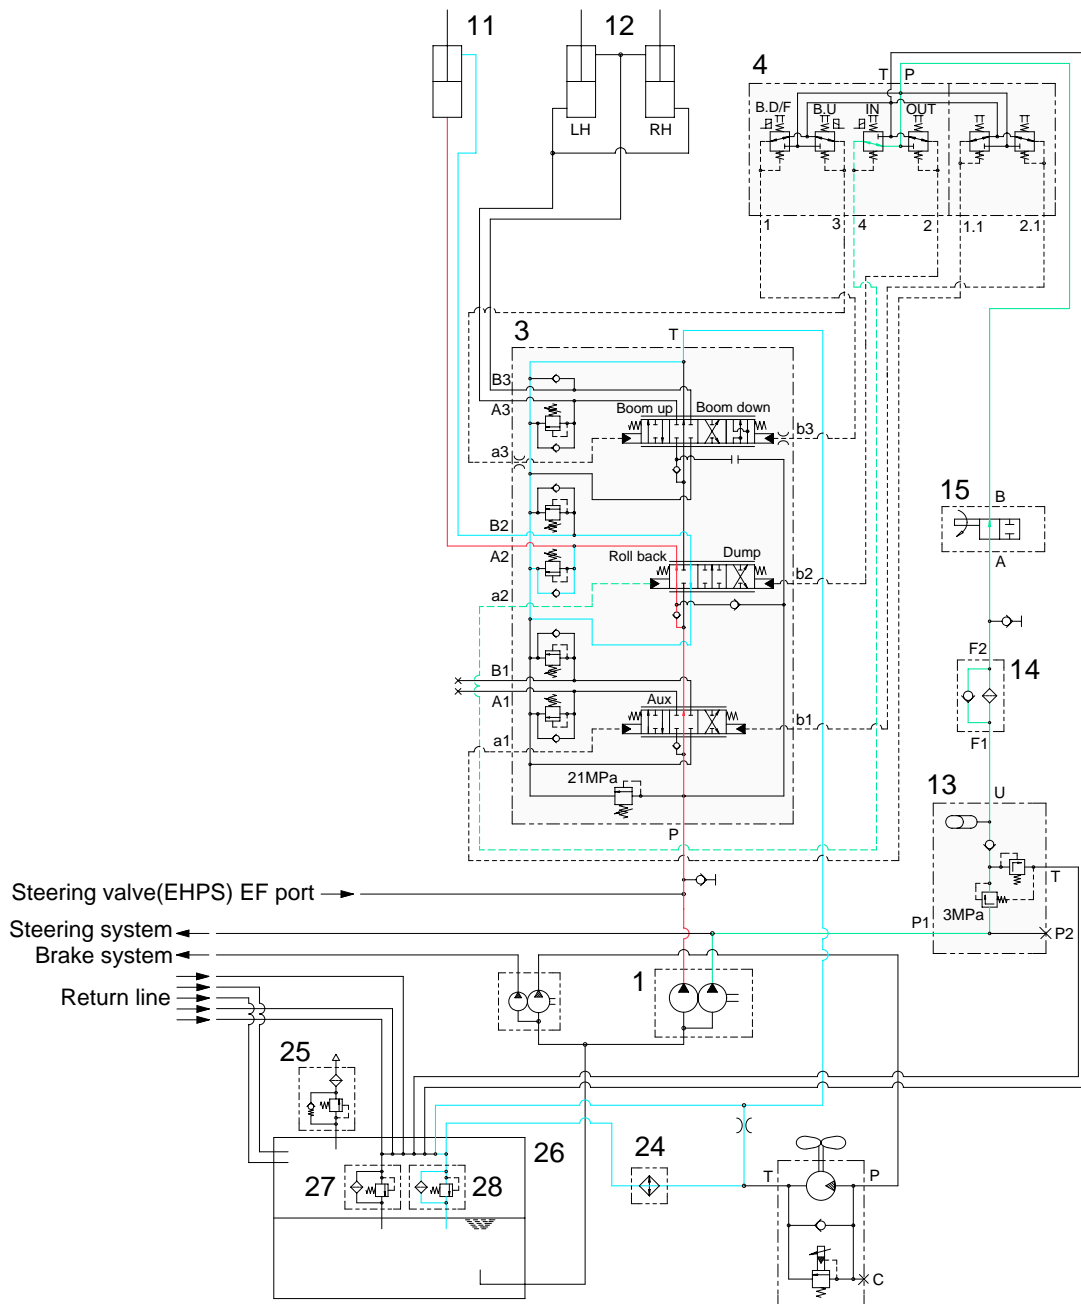 11
12
4
T P
B.D/F B.U IN OUT
LH RH
1 3 4 2 1.1 2.1
3
T
B3
A3 Boom up Boom down
a3 b3
15
B
B2
A2 Roll back Dump
A
a2 b2
F2
14
B1
A1 Aux
a1 b1
F1
21MPa
13
U
P
T
3MPa
Steering valve(EHPS) EF port
Steering system P1 P2
Brake system
1
Return line
25
26 24
27 28
T P
C